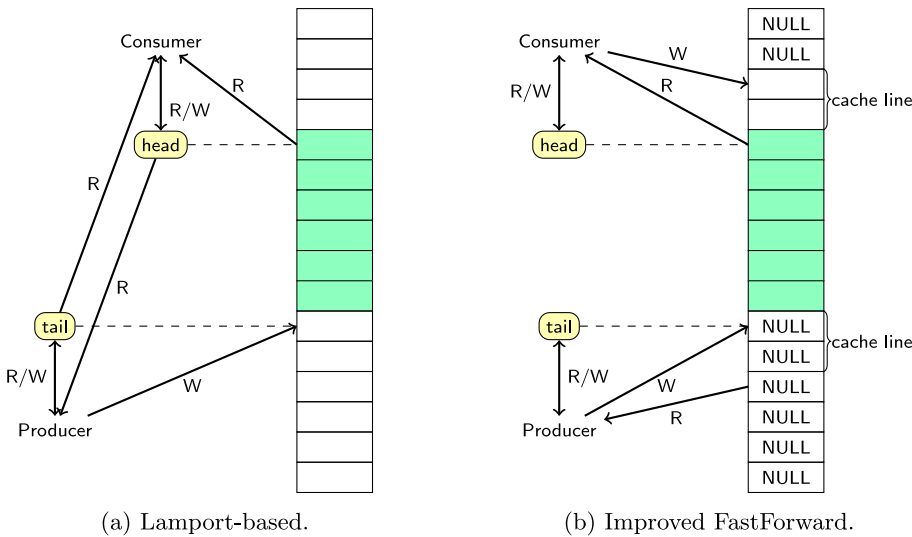 Consumer
R
R/W
head
R
R
tail
R/W
W
Producer
(a) Lamport-based.
NULL
Consumer
NULL
W
R
cache line
R/W
head
tail
NULL
cache line
R/W
NULL
W
NULL
R
Producer
NULL
NULL
NULL
(b) Improved FastForward.